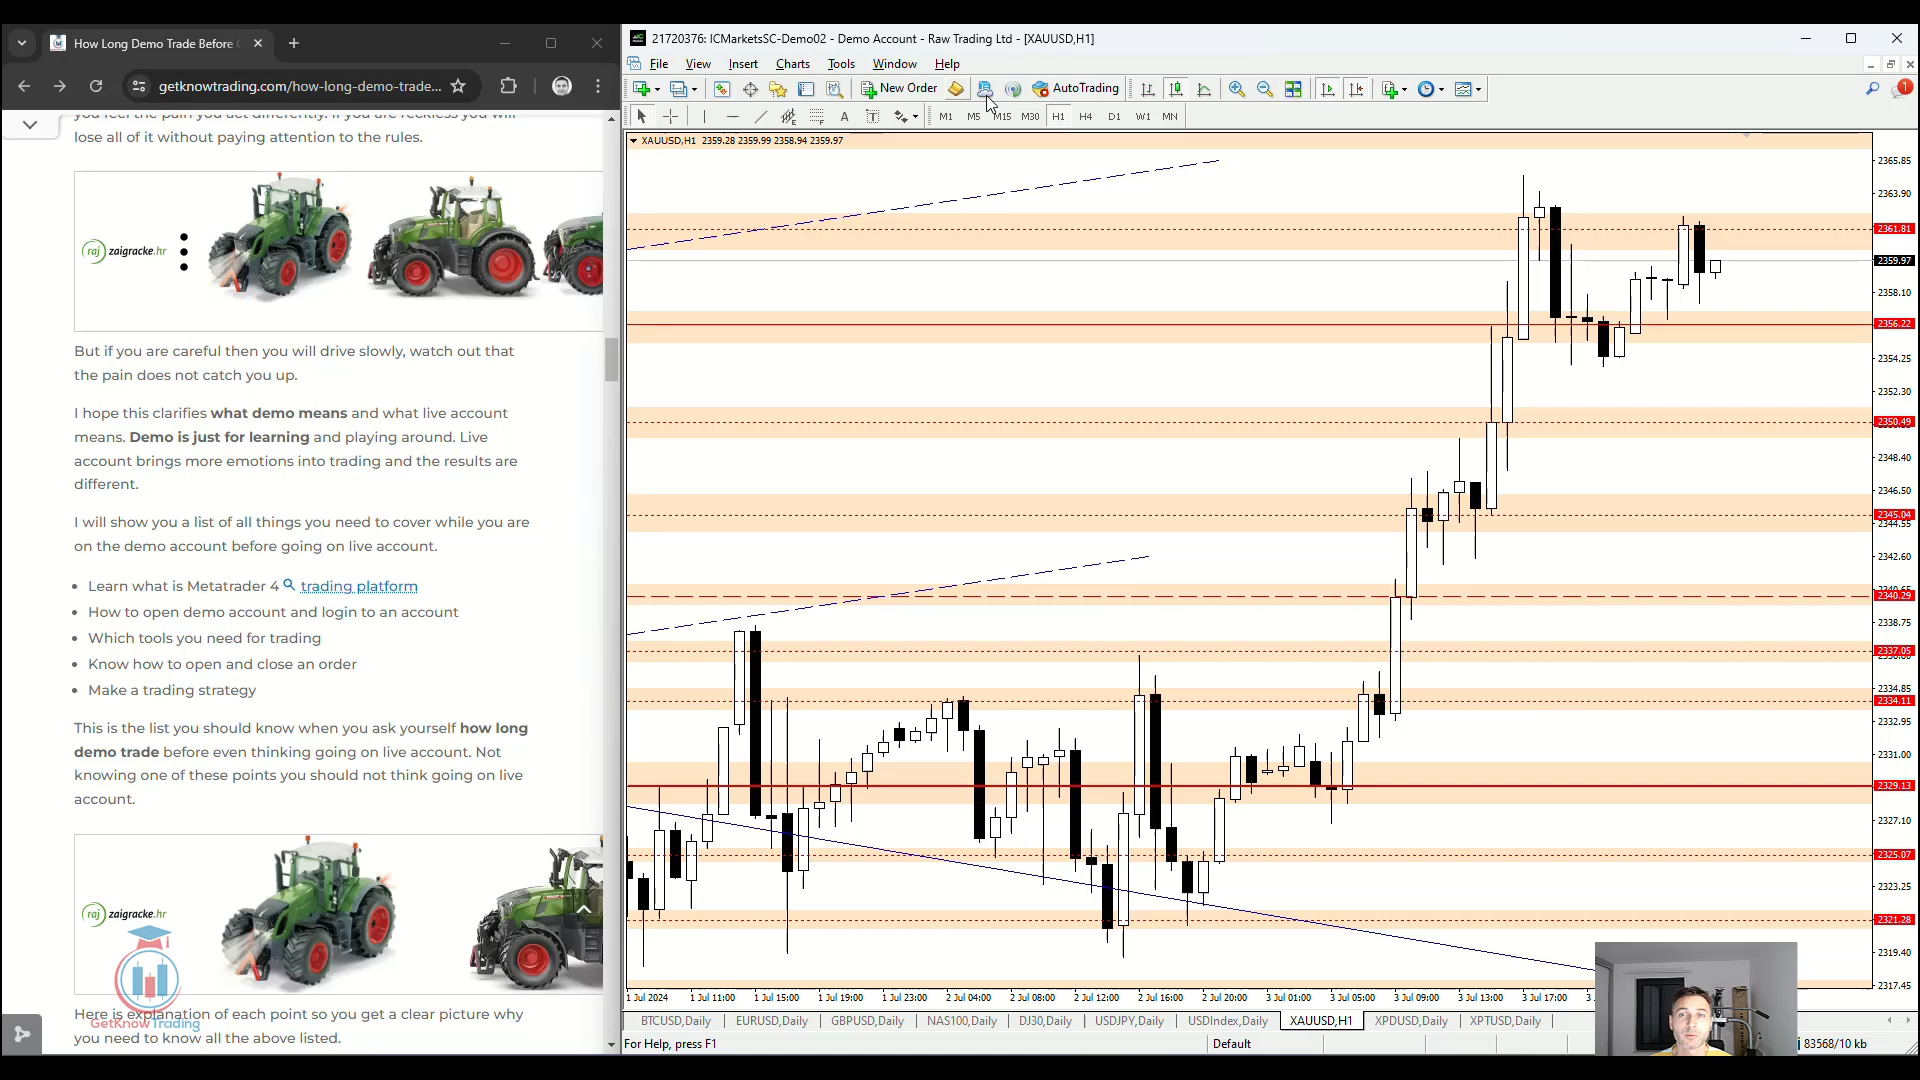 How Long Demo Trade Before
getknowtrading.com/how-long-demo-trade...
you feel the pain you act differently. If you are reckless you will
lose all of it without paying attention to the rules.
raj zaigracke.hr
But if you are careful then you will drive slowly, watch out that
the pain does not catch you up.
I hope this clarifies what demo means and what live account
means. Demo is just for learning and playing around. Live
account brings more emotions into trading and the results are
different.
I will show you a list of all things you need to cover while you are
on the demo account before going on live account.
Learn what is Metatrader 4 trading platform
How to open demo account and login to an account
Which tools you need for trading
Know how to open and close an order
Make a trading strategy
This is the list you should know when you ask yourself how long
demo trade before even thinking going on live account. Not
knowing one of these points you should not think going on live
account.
raj zaigracke.hr
GetKnowTrading
Here is explanation of each point so you get a clear picture why
you need to know all the above listed.
21720376: ICMarketsSC-Demo02 - Demo Account - Raw Trading Ltd - [XAUUSD,H1]
File View Insert Charts Tools Window Help
New Order AutoTrading
1
A T M1 M5 M15 M30 H1 H4 D1 W1 MN
XAUUSD,H1 2359.28 2359.99 2358.94 2359.97
2365.85
2363.90
2361.81
2359.97
2358.10
2356.22
2354.25
2352.30
2350.49
2348.40
2346.50
2345.04
2344.55
2342.60
2340.29
2338.75
2337.05
2334.85
2334.11
2332.95
2331.00
2329.13
2327.10
2325.07
2323.25
2321.28
2319.40
2317.45
1 Jul 2024 1 Jul 11:00 1 Jul 15:00 1 Jul 19:00 1 Jul 23:00 2 Jul 04:00 2 Jul 08:00 2 Jul 12:00 2 Jul 16:00 2 Jul 20:00 3 Jul 01:00 3 Jul 05:00 3 Jul 09:00 3 Jul 13:00 3 Jul 17:00
BTCUSD,Daily EURUSD,Daily GBPUSD,Daily NAS100,Daily DJ30,Daily USDJPY,Daily USDIndex,Daily XAUUSD,H1 XPDUSD,Daily XPTUSD,Daily
For Help, press F1 Default 83568/10 kb